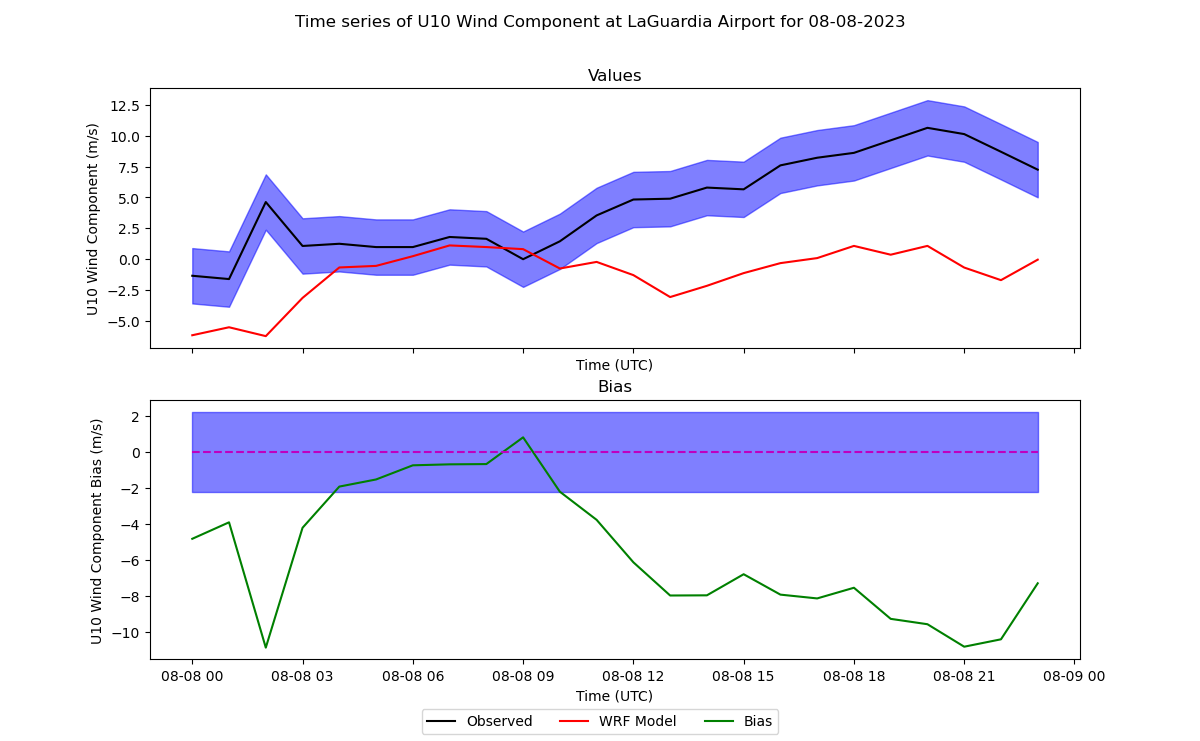 Time series of U10 Wind Component at LaGuardia Airport for 08-08-2023
Values
U10 Wind Component (m/s)
12.5
10.0
7.5
5.0
2.5
0.0
−2.5
−5.0
Time (UTC)
Bias
U10 Wind Component Bias (m/s)
2
0
−2
−4
−6
−8
−10
08-08 00 08-08 03 08-08 06 08-08 09 08-08 12 08-08 15 08-08 18 08-08 21 08-09 00
Time (UTC)
Observed WRF Model Bias